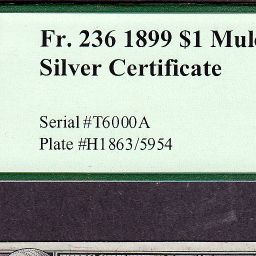 Fr. 236 1899 $1 Mule
Silver Certificate
Serial #T6000A
Plate #H1863/5954